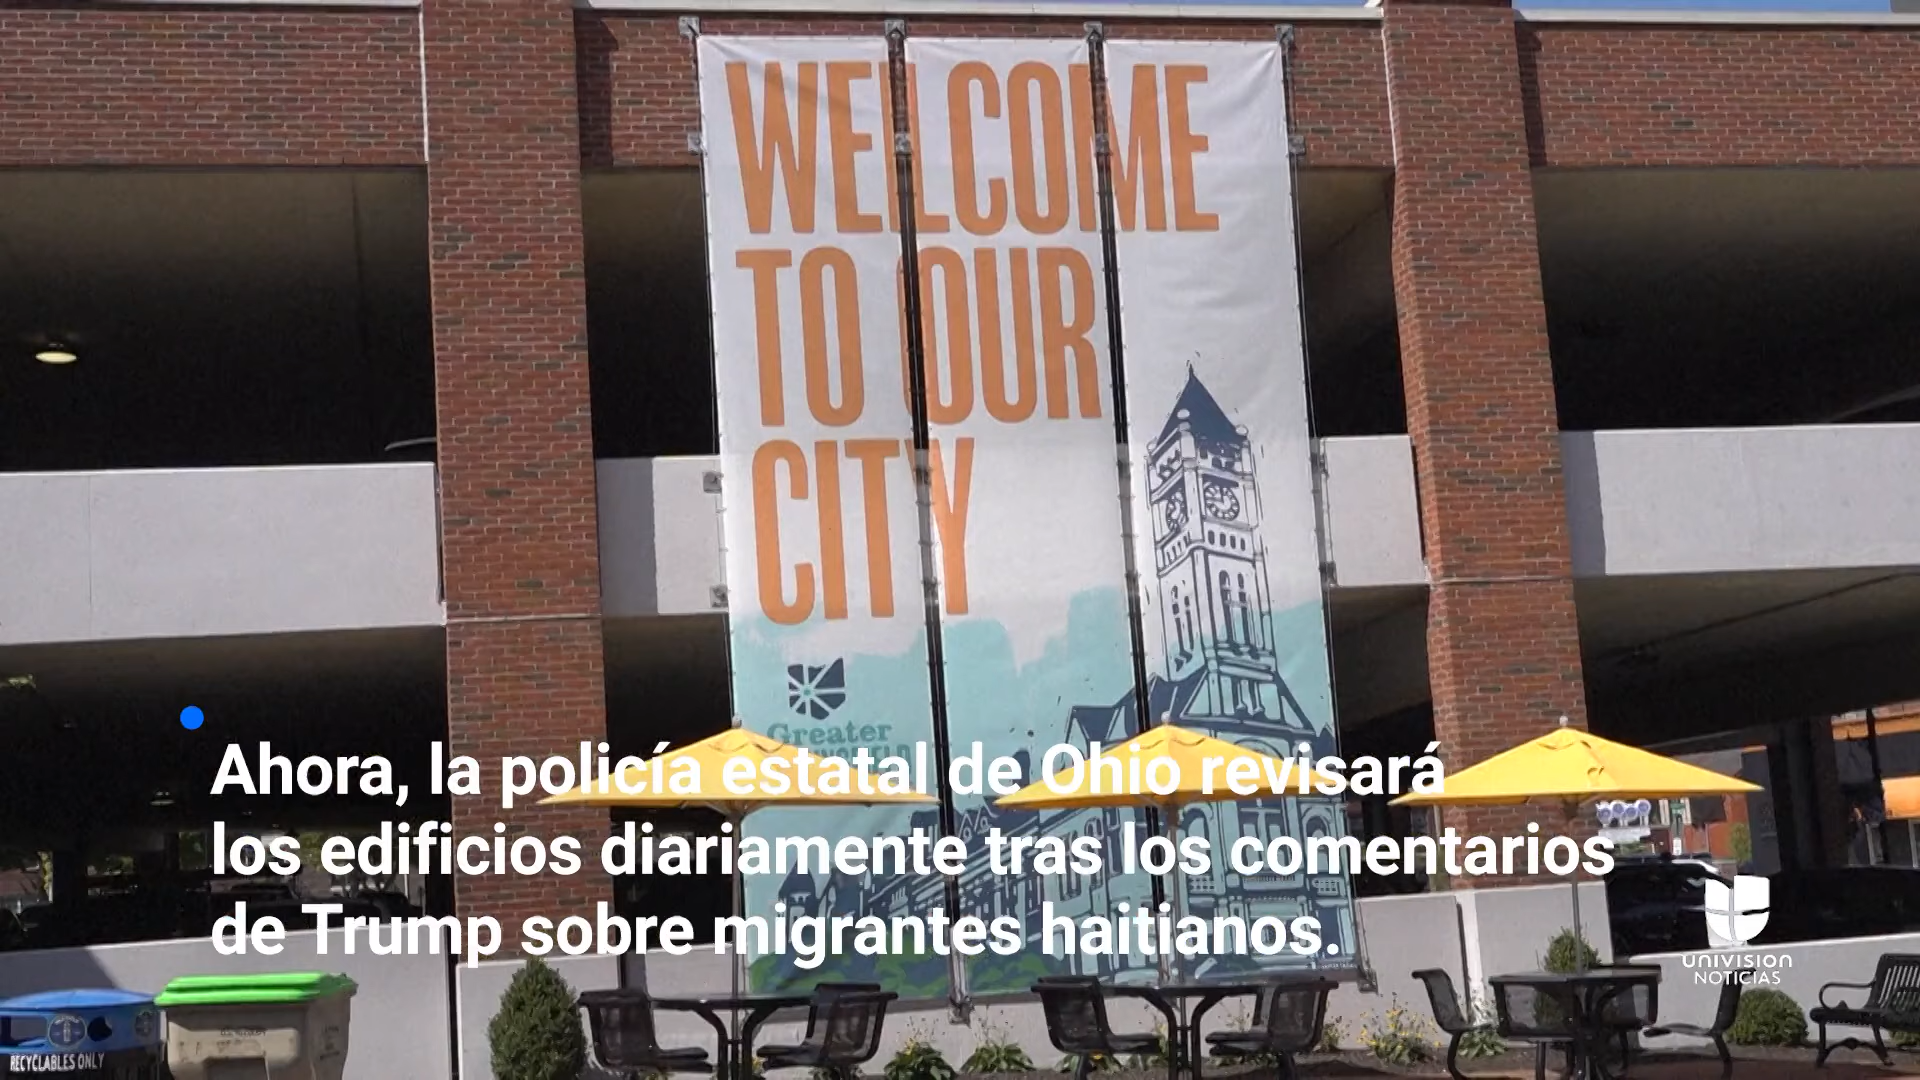 WELCOME
TO OUR
CITY
Greater
Ahora, la policía estatal de Ohio revisará
los edificios diariamente tras los comentarios
de Trump sobre migrantes haitianos.
UNIVISION
NOTICIAS
RECYCLABLES ONLY